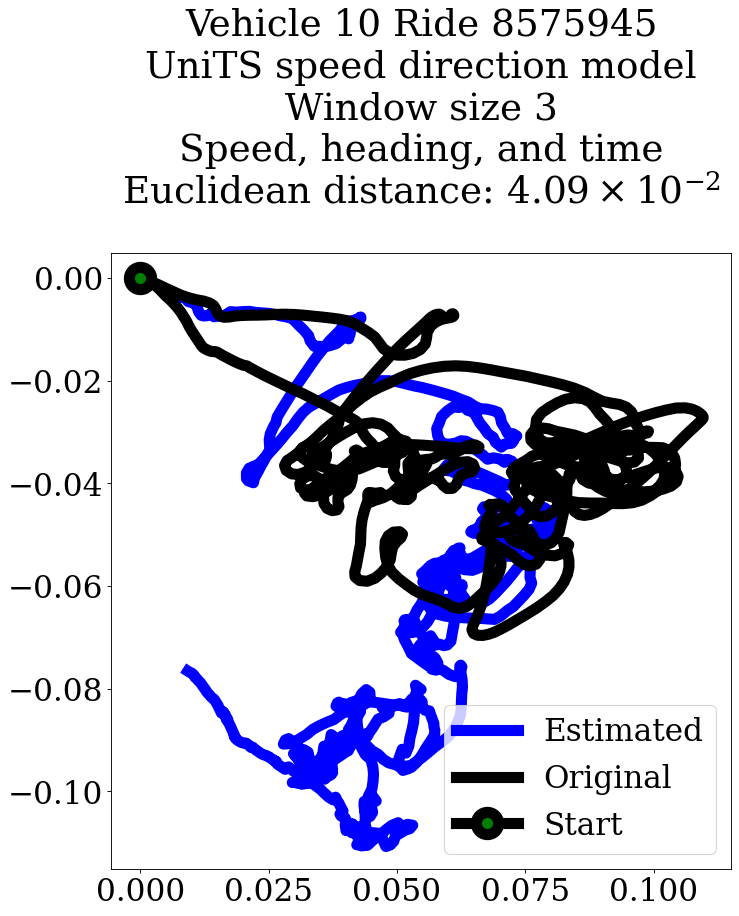 Vehicle 10 Ride 8575945
UniTS speed direction model
Window size 3
Speed, heading, and time
Euclidean distance: 4.09 × 10⁻²
0.00
−0.02
−0.04
−0.06
−0.08
−0.10
Estimated
Original
Start
0.000 0.025 0.050 0.075 0.100